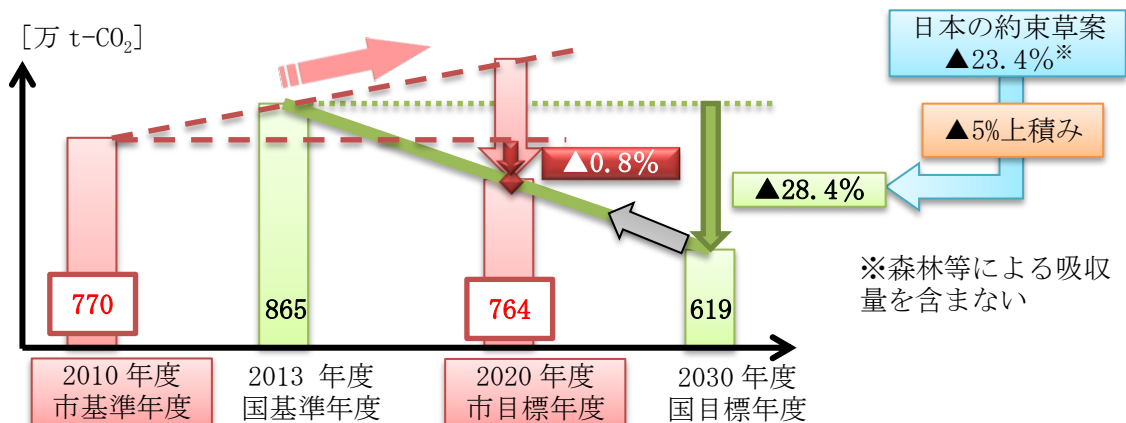 [万 t-CO₂]
日本の約束草案
▲23.4%※
▲5%上積み
▲0.8%
▲28.4%
※森林等による吸収
量を含まない
770
865
764
619
2010 年度
市基準年度
2013 年度
国基準年度
2020 年度
市目標年度
2030 年度
国目標年度